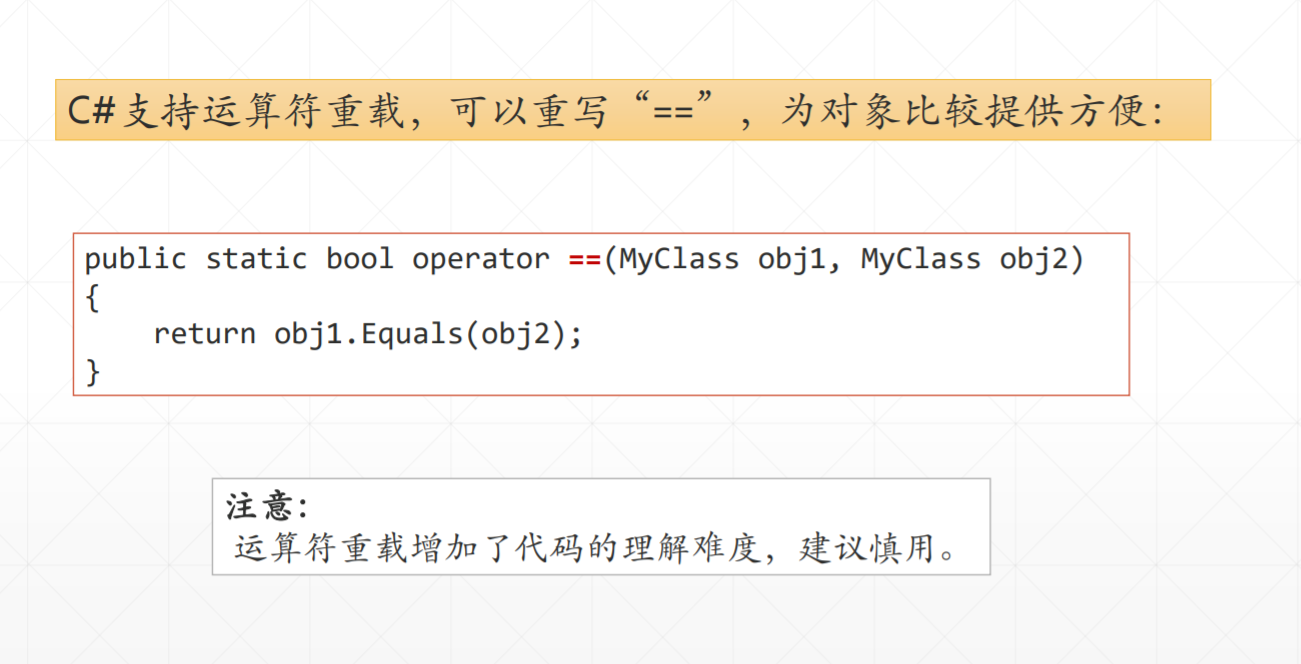 C#支持运算符重载，可以重写“==”，为对象比较提供方便：
public static bool operator ==(MyClass obj1, MyClass obj2)
{
    return obj1.Equals(obj2);
}
注意：
运算符重载增加了代码的理解难度，建议慎用。